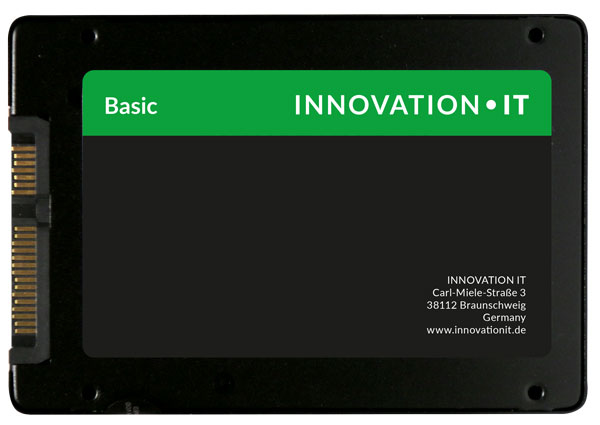 Basic
INNOVATION • IT
INNOVATION IT
Carl-Miele-Straße 3
38112 Braunschweig
Germany
www.innovationit.de